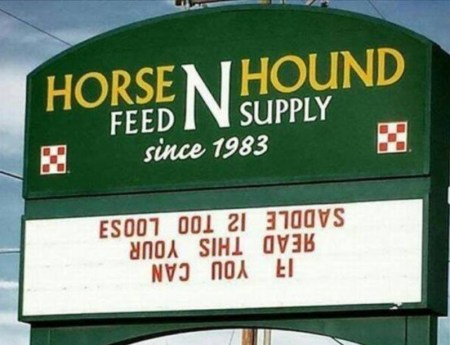 HORSE N HOUND
FEED SUPPLY
since 1983
IF YOU CAN
READ THIS YOUR
SADDLE IS TOO LOOSE